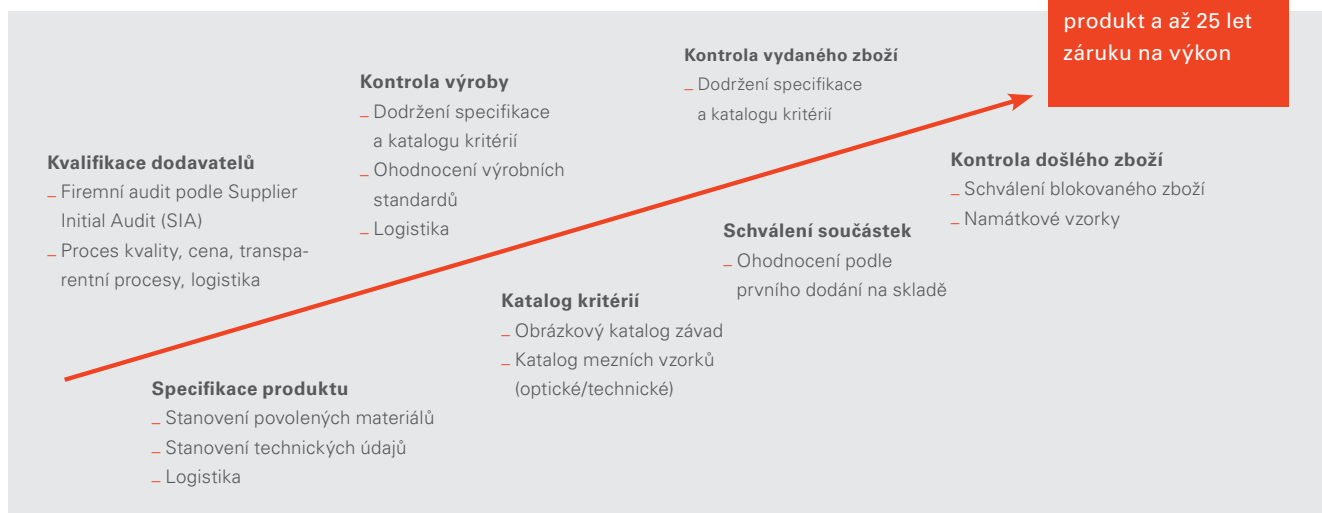 produkt a až 25 let
záruku na výkon
Kvalifikace dodavatelů
_ Firemní audit podle Supplier
Initial Audit (SIA)
_ Proces kvality, cena, transpa-
rentní procesy, logistika
Specifikace produktu
_ Stanovení povolených materiálů
_ Stanovení technických údajů
_ Logistika
Kontrola výroby
_ Dodržení specifikace
a katalogu kritérií
_ Ohodnocení výrobních
standardů
_ Logistika
Katalog kritérií
_ Obrázkový katalog závad
_ Katalog mezních vzorků
(optické/technické)
Kontrola vydaného zboží
_ Dodržení specifikace
a katalogu kritérií
Schválení součástek
_ Ohodnocení podle
prvního dodání na skladě
Kontrola došlého zboží
_ Schválení blokovaného zboží
_ Namátkové vzorky